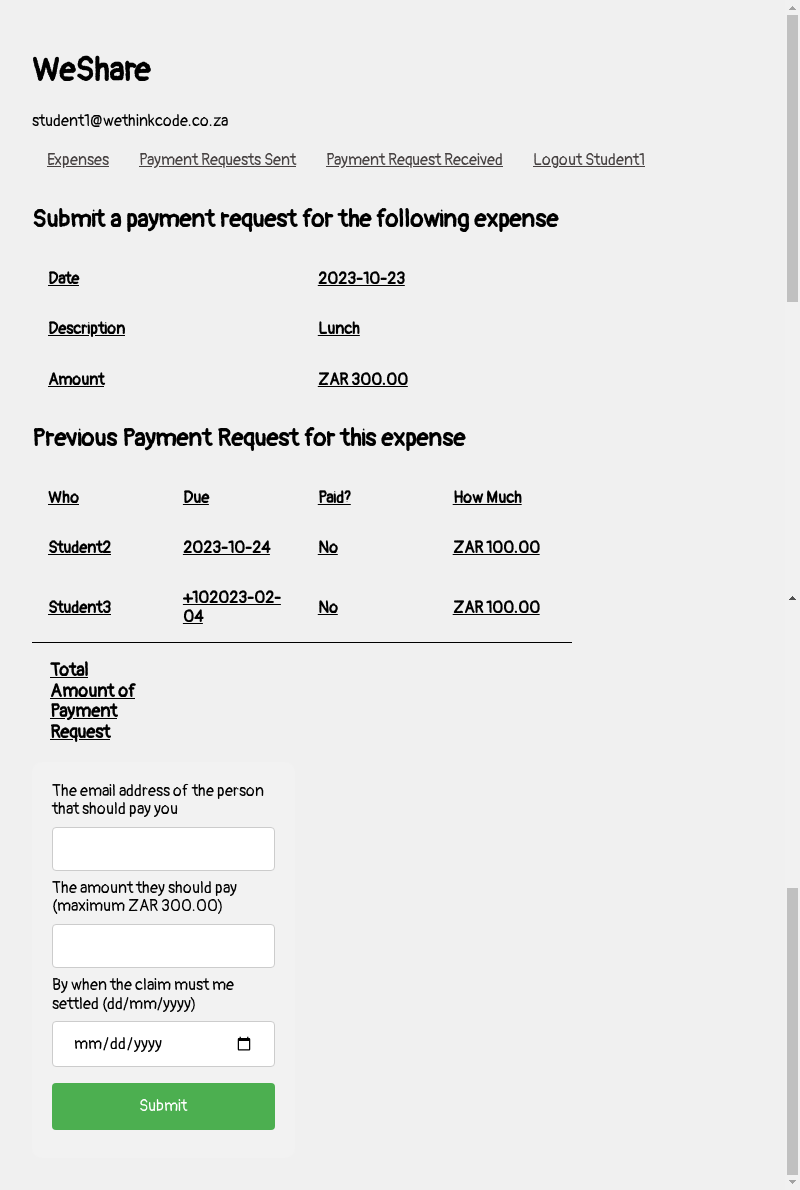 WeShare
student1@wethinkcode.co.za
Expenses Payment Requests Sent Payment Request Received Logout Student1
Submit a payment request for the following expense
Date 2023-10-23
Description Lunch
Amount ZAR 300.00
Previous Payment Request for this expense
Who Due Paid? How Much
Student2 2023-10-24 No ZAR 100.00
Student3 +102023-02-
04 No ZAR 100.00
Total
Amount of
Payment
Request
The email address of the person
that should pay you
The amount they should pay
(maximum ZAR 300.00)
By when the claim must me
settled (dd/mm/yyyy)
mm/dd/yyyy
Submit